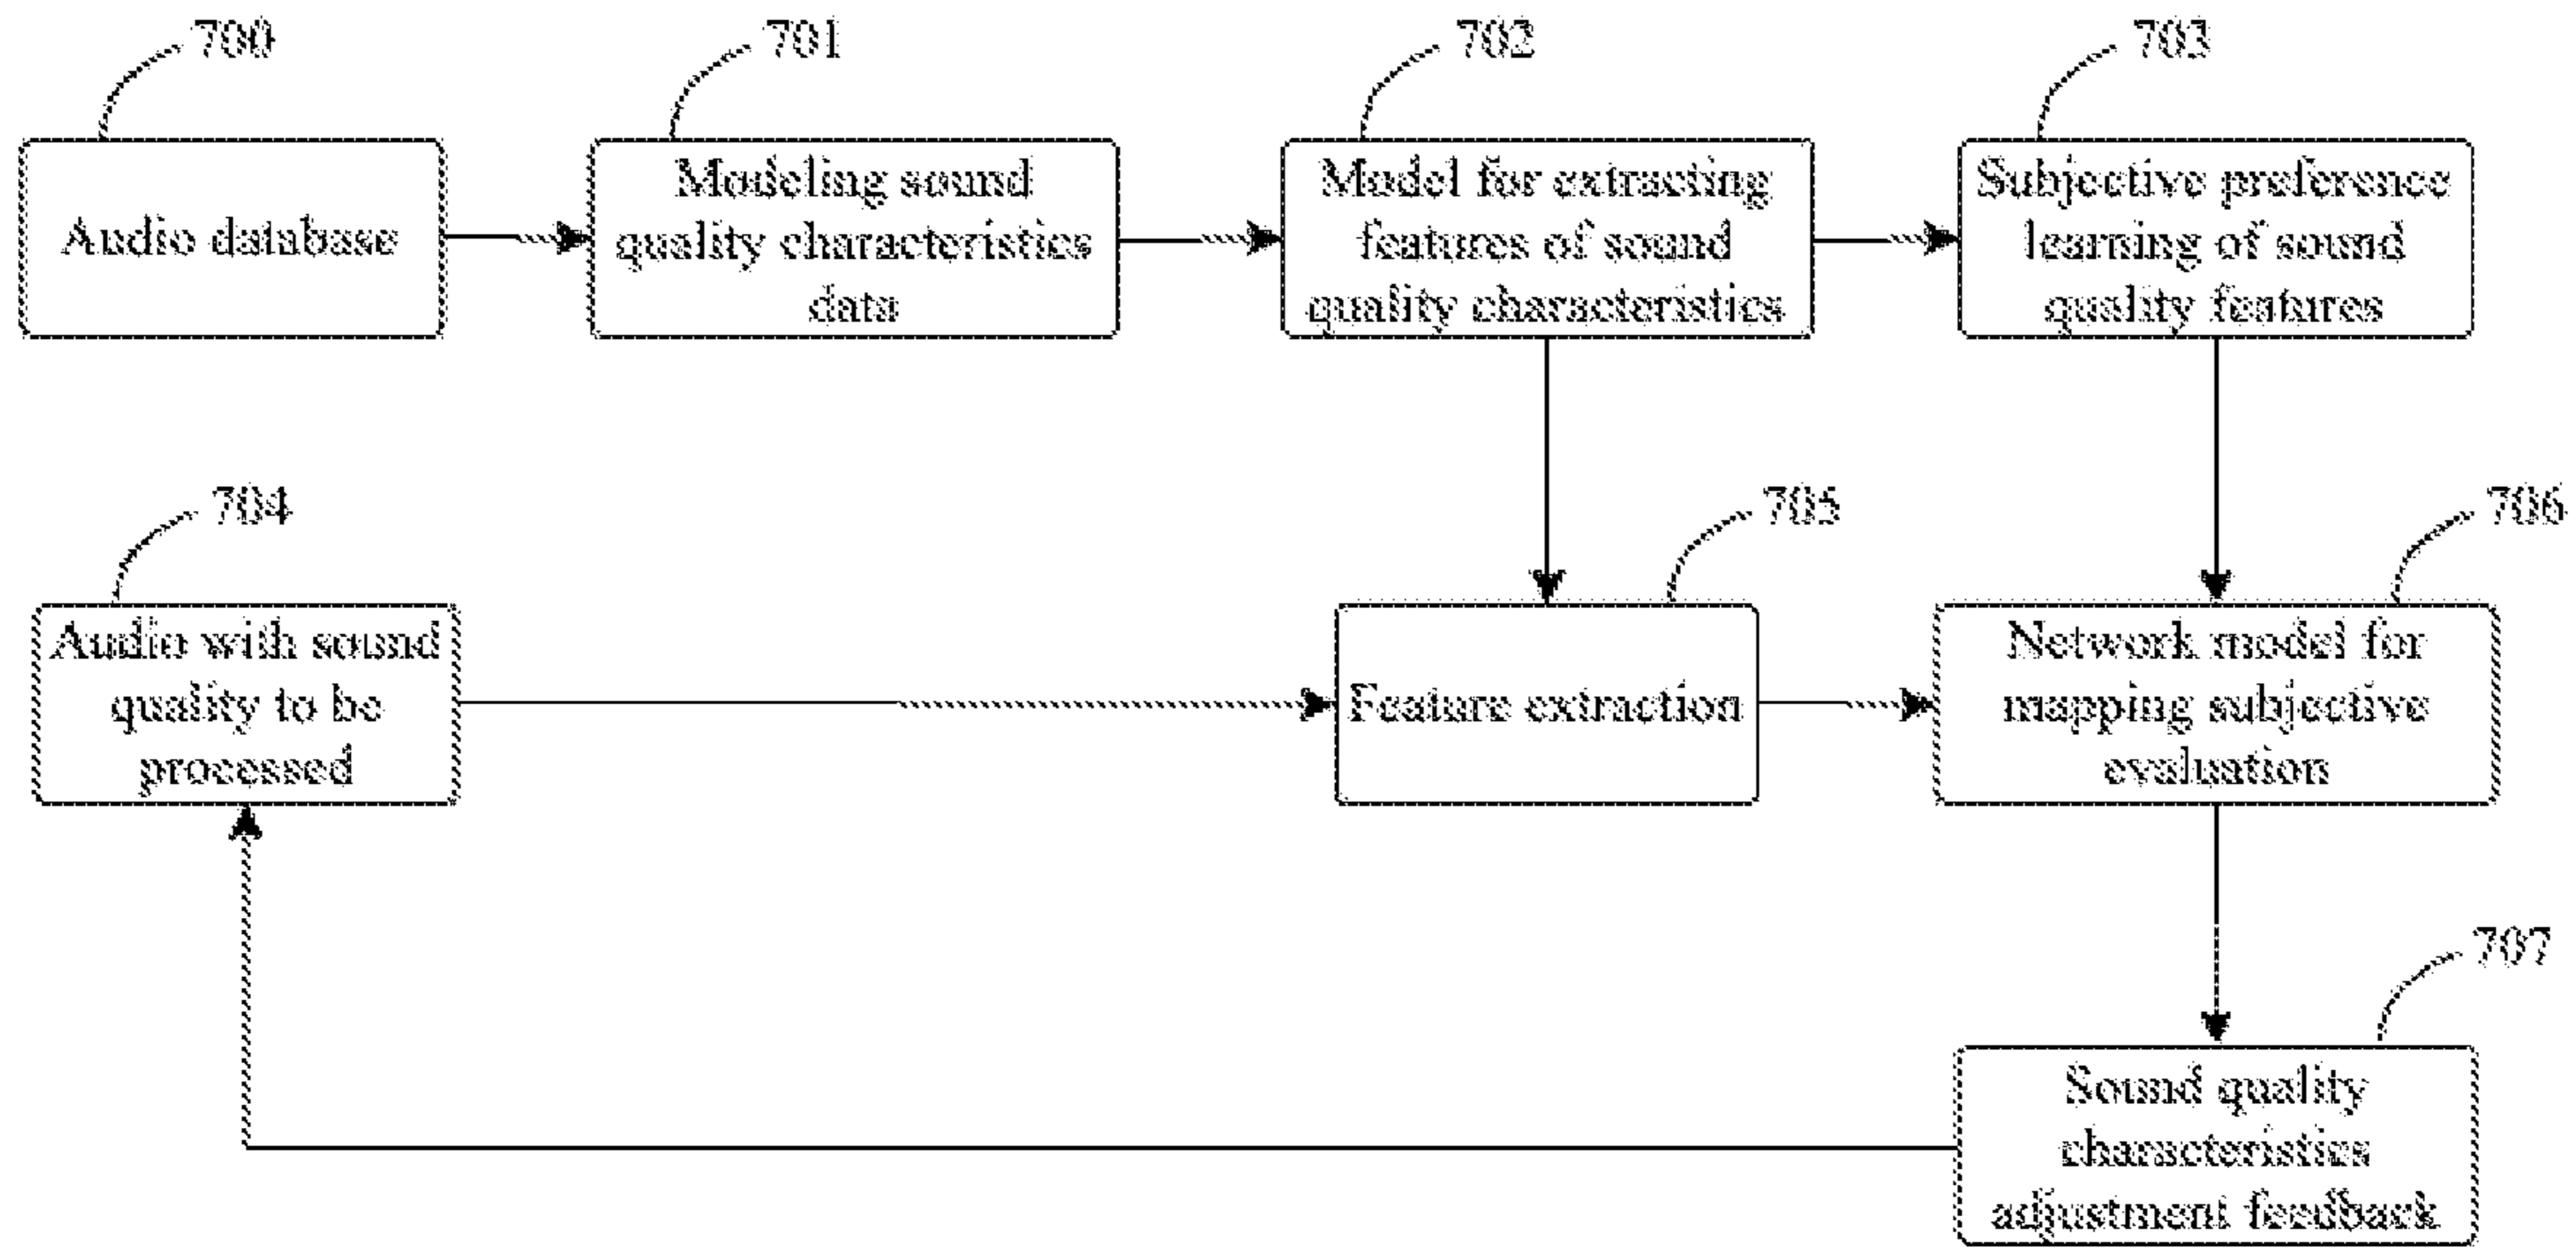 700
701
702
703
Audio database
Modeling sound
quality characteristics
data
Model for extracting
features of sound
quality characteristics
Subjective preference
learning of sound
quality features
704
705
706
Audio with sound
quality to be
processed
Feature extraction
Network model for
mapping subjective
evaluation
707
Sound quality
characteristics
adjustment feedback